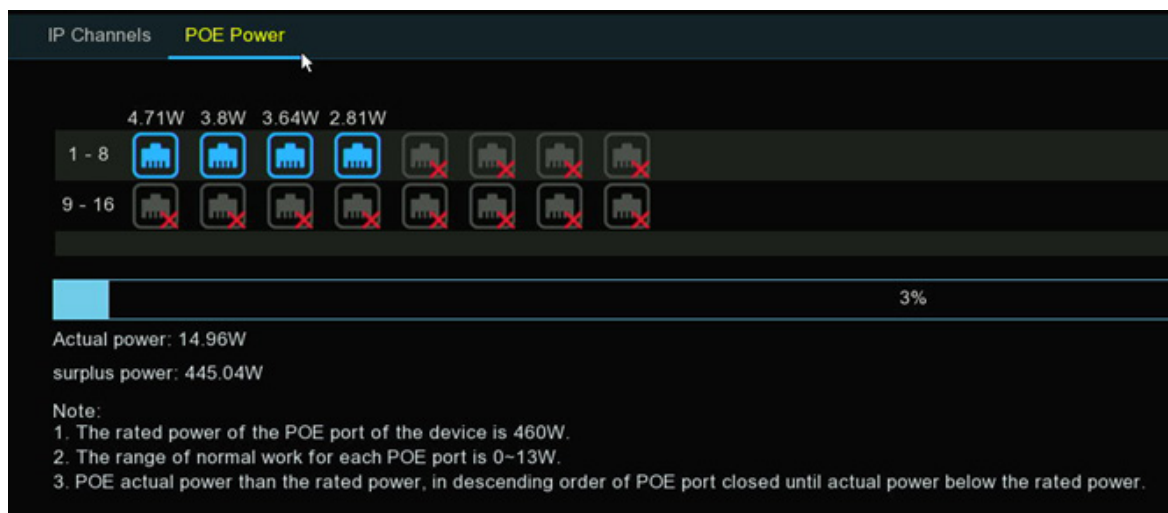 IP Channels POE Power
4.71W 3.8W 3.64W 2.81W
1 - 8
9 - 16
3%
Actual power: 14.96W
surplus power: 445.04W
Note:
1. The rated power of the POE port of the device is 460W.
2. The range of normal work for each POE port is 0~13W.
3. POE actual power than the rated power, in descending order of POE port closed until actual power below the rated power.